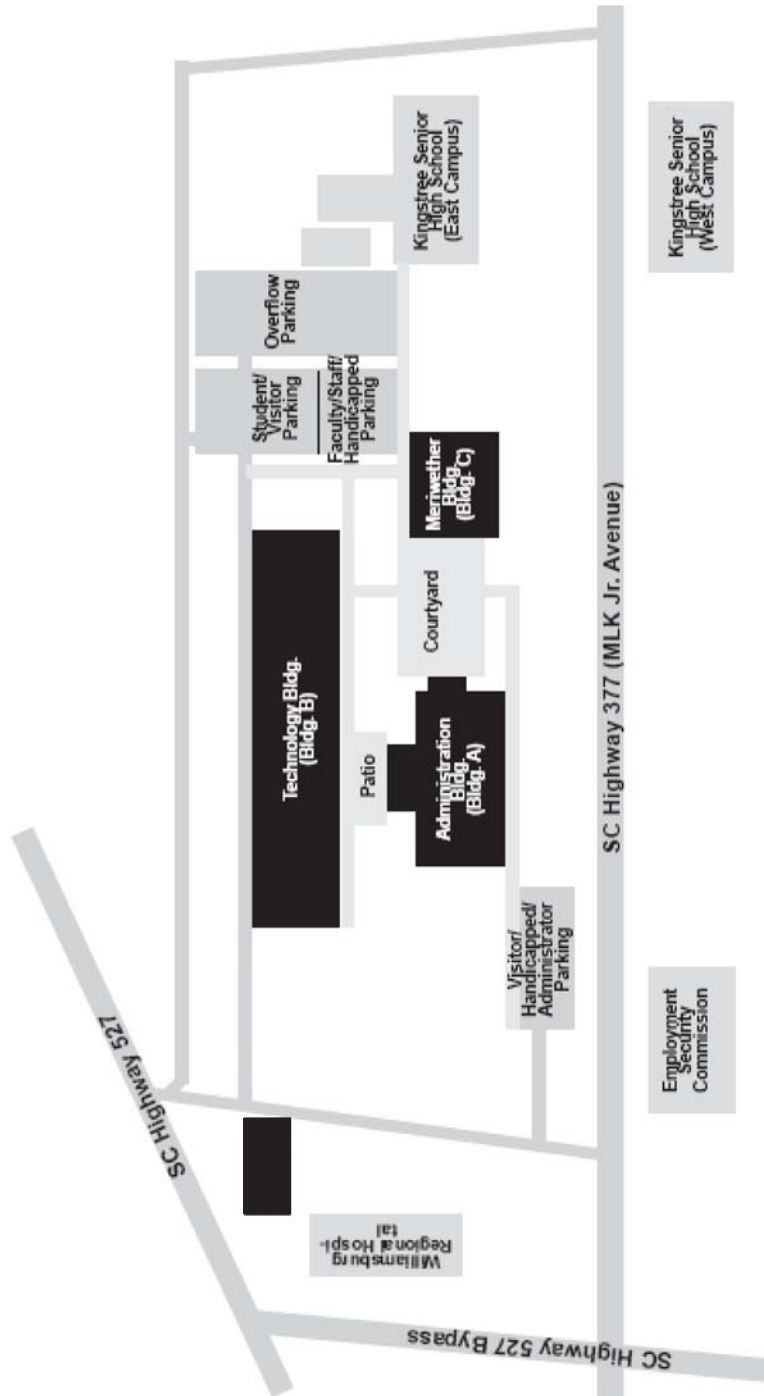 Kingstree Senior
High School
(East Campus)
Kingstree Senior
High School
(West Campus)
Overflow
Parking
Student/
Visitor
Parking
Faculty/Staff/
Handicapped
Parking
Meriwether
Bldg.
(Bldg. C)
Courtyard
Technology Bldg.
(Bldg. B)
Patio
Administration
Bldg.
(Bldg. A)
SC Highway 377 (MLK Jr. Avenue)
Visitor/
Handicapped/
Administrator
Parking
Employment
Security
Commission
SC Highway 527
Williamsburg
Regional Hospi-
tal
SC Highway 527 Bypass